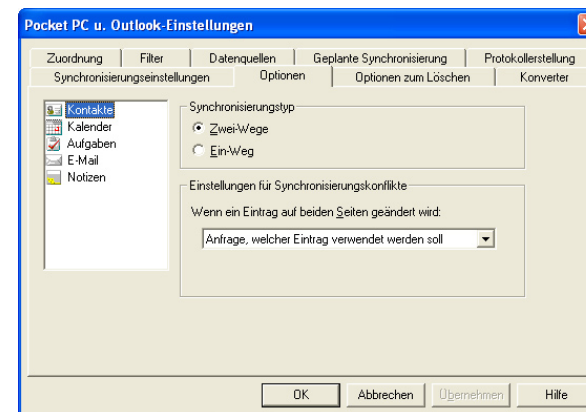 Pocket PC u. Outlook-Einstellungen
Zuordnung Filter Datenquellen Geplante Synchronisierung Protokollerstellung
Synchronisierungseinstellungen Optionen Optionen zum Löschen Konverter
Kontakte
Kalender
Aufgaben
E-Mail
Notizen
Synchronisierungstyp
Zwei-Wege
Ein-Weg
Einstellungen für Synchronisierungskonflikte
Wenn ein Eintrag auf beiden Seiten geändert wird:
Anfrage, welcher Eintrag verwendet werden soll
OK Abbrechen Übernehmen Hilfe